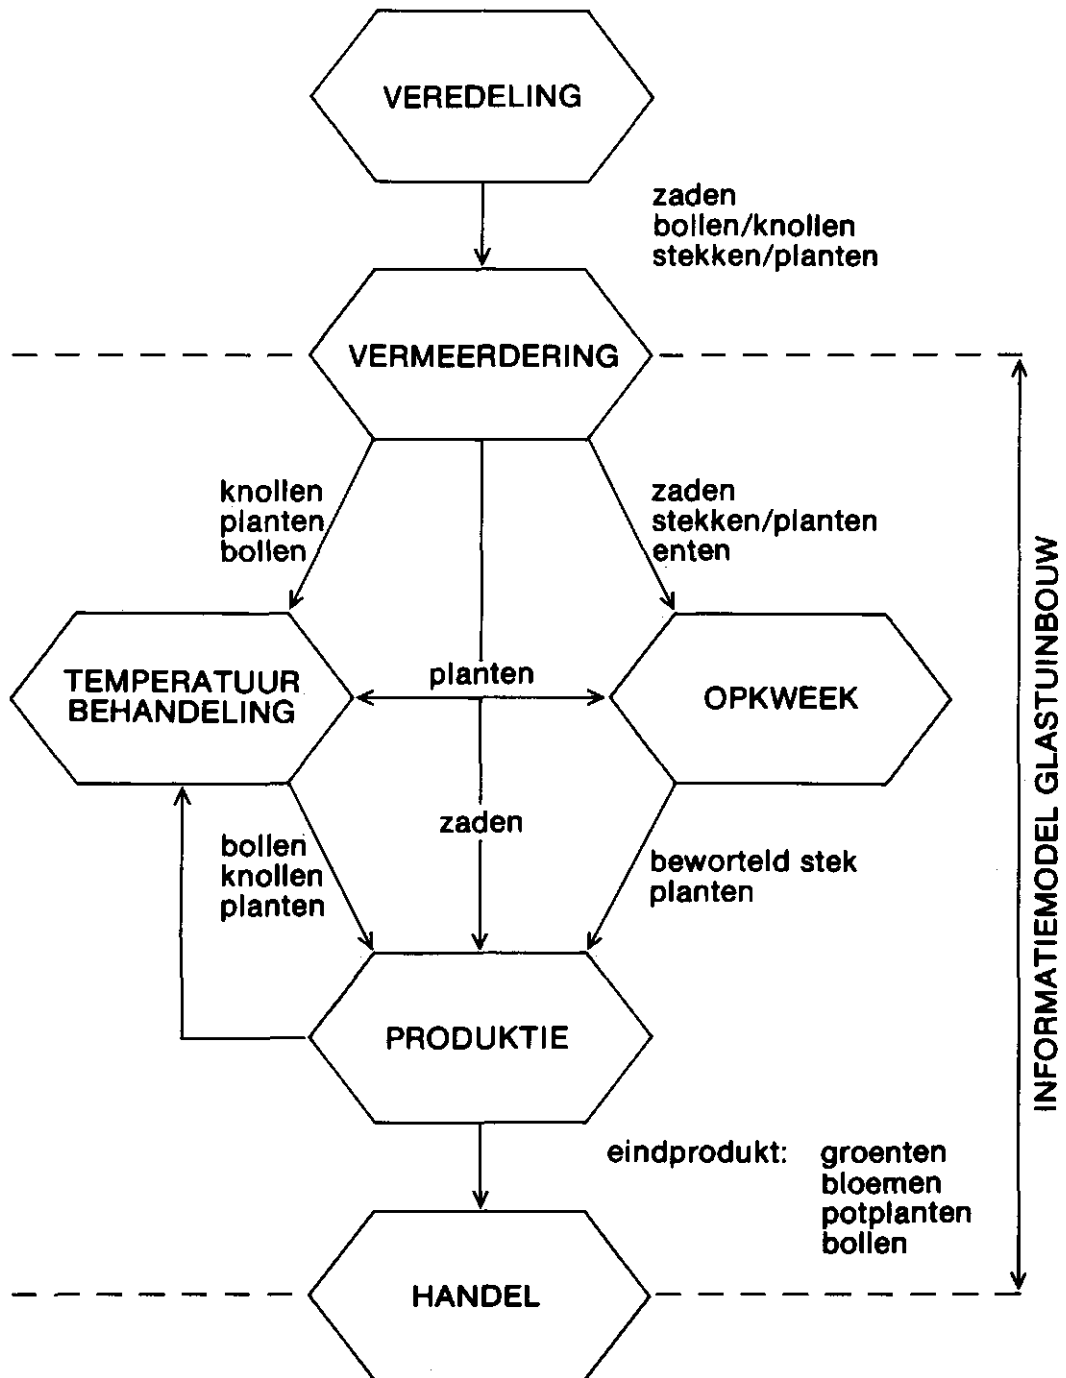 VEREDELING
zaden
bollen/knollen
stekken/planten
VERMEERDERING
knollen
planten
bollen
zaden
stekken/planten
enten
TEMPERATUUR
BEHANDELING
planten
OPKWEEK
zaden
bollen
knollen
planten
beworteld stek
planten
PRODUKTIE
eindprodukt: groenten
bloemen
potplanten
bollen
HANDEL
INFORMATIEMODEL GLASTUINBOUW